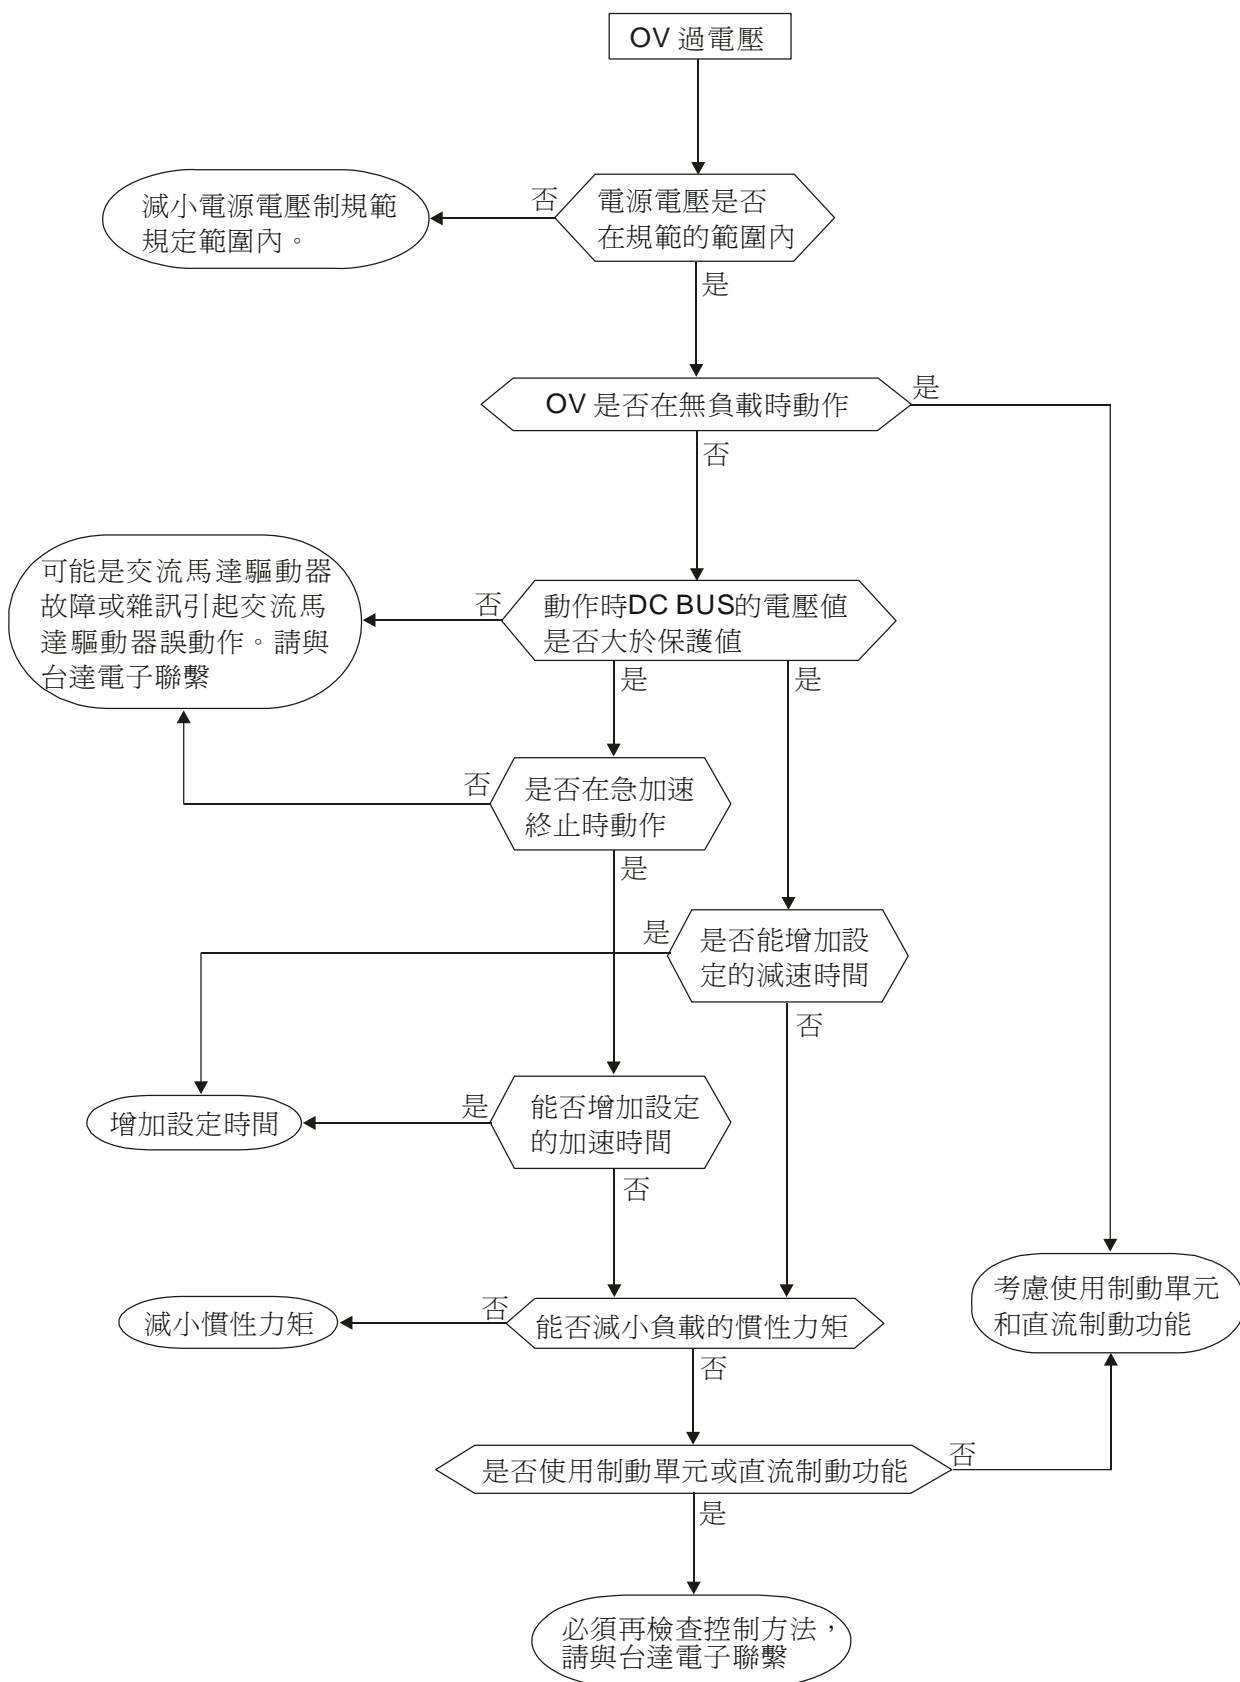 OV 過電壓
否
減小電源電壓制規範
規定範圍內。
電源電壓是否
在規範的範圍內
是
是
OV 是否在無負載時動作
否
可能是交流馬達驅動器
故障或雜訊引起交流馬
達驅動器誤動作。請與
台達電子聯繫
否
動作時DC BUS的電壓值
是否大於保護值
是
是
否
是否在急加速
終止時動作
是
是
是否能增加設
定的減速時間
否
增加設定時間
是
能否增加設定
的加速時間
否
考慮使用制動單元
和直流制動功能
減小慣性力矩
否
能否減小負載的慣性力矩
否
是否使用制動單元或直流制動功能
否
是
必須再檢查控制方法，
請與台達電子聯繫